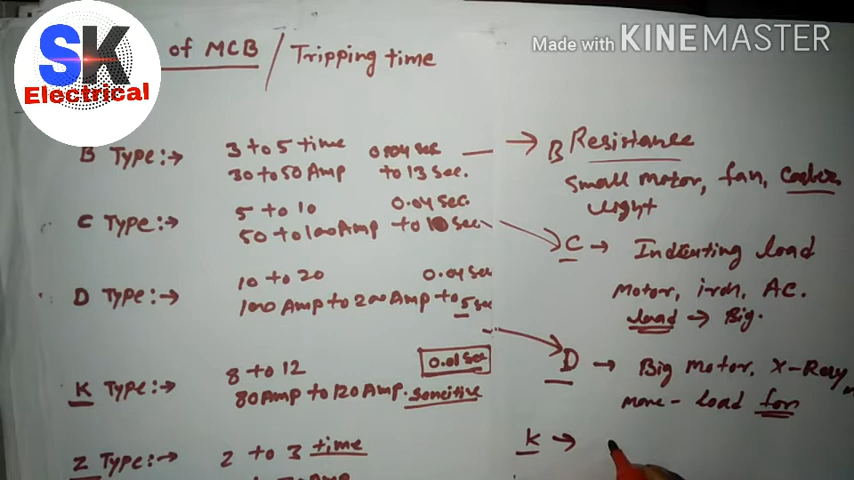 Made with KINEMASTER
SK
Electrical
of MCB / Tripping time
B Type:→ 3 to 5 time 0.04 sec
30 to 50 Amp to 13 Sec.
C Type:→ 5 to 10 0.04 sec.
50 to 100 Amp to 10 Sec
D Type:→ 10 to 20 0.04 sec
100 Amp to 200 Amp to 5 sec
K Type:→ 8 to 12 0.01 sec
80 Amp to 120 Amp. Sencitive
Z Type:→ 2 to 3 time
→ B Resistance
Small motor, fan,
Light
C → Inducting load
Motor, iron, AC.
load → Big.
D → Big Motor, X-Ray
more - load for
K →